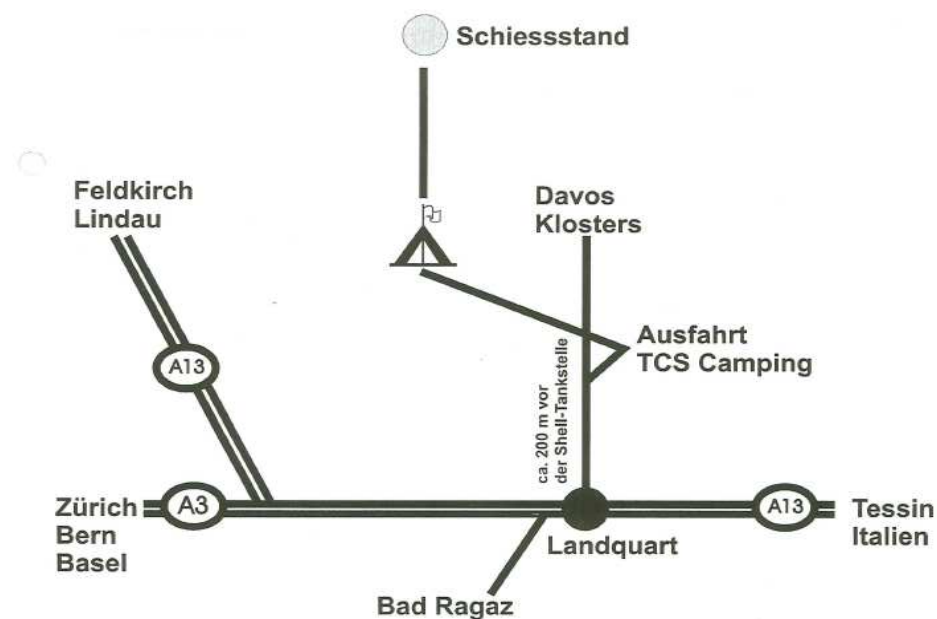 Schiessstand
Feldkirch
Lindau
Davos
Klosters
A13
Ausfahrt
TCS Camping
ca. 200 m vor
der Shell-Tankstelle
Zürich
Bern
Basel
A3
A13
Tessin
Italien
Landquart
Bad Ragaz